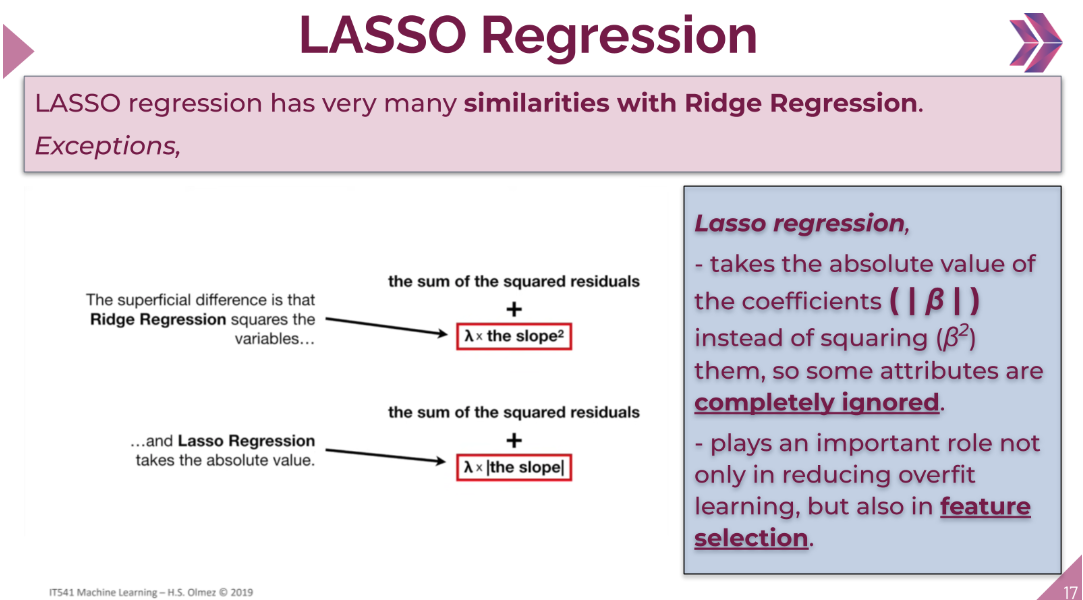 LASSO Regression
LASSO regression has very many similarities with Ridge Regression.
Exceptions,
The superficial difference is that
Ridge Regression squares the
variables…
the sum of the squared residuals
+
λ × the slope²
…and Lasso Regression
takes the absolute value.
the sum of the squared residuals
+
λ × |the slope|
Lasso regression,
- takes the absolute value of
the coefficients ( | β | )
instead of squaring (β²)
them, so some attributes are
completely ignored.
- plays an important role not
only in reducing overfit
learning, but also in feature
selection.
IT541 Machine Learning – H.S. Olmez © 2019
17